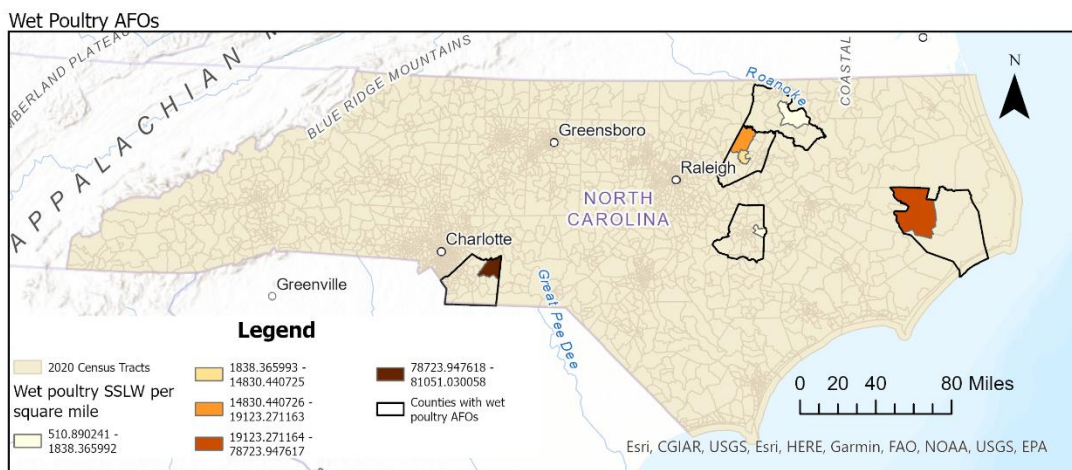 Wet Poultry AFOs
MBERLAND PLATEAU
APPALACHIAN M
BLUE RIDGE MOUNTAINS
Roanoke
COASTAL
N
Greensboro
Raleigh
NORTH
CAROLINA
Charlotte
Greenville
Great Pee Dee
Legend
2020 Census Tracts
Wet poultry SSLW per
square mile
510.890241 -
1838.365992
1838.365993 -
14830.440725
14830.440726 -
19123.271163
19123.271164 -
78723.947617
78723.947618 -
81051.030058
Counties with wet
poultry AFOs
0 20 40 80 Miles
Esri, CGIAR, USGS, Esri, HERE, Garmin, FAO, NOAA, USGS, EPA